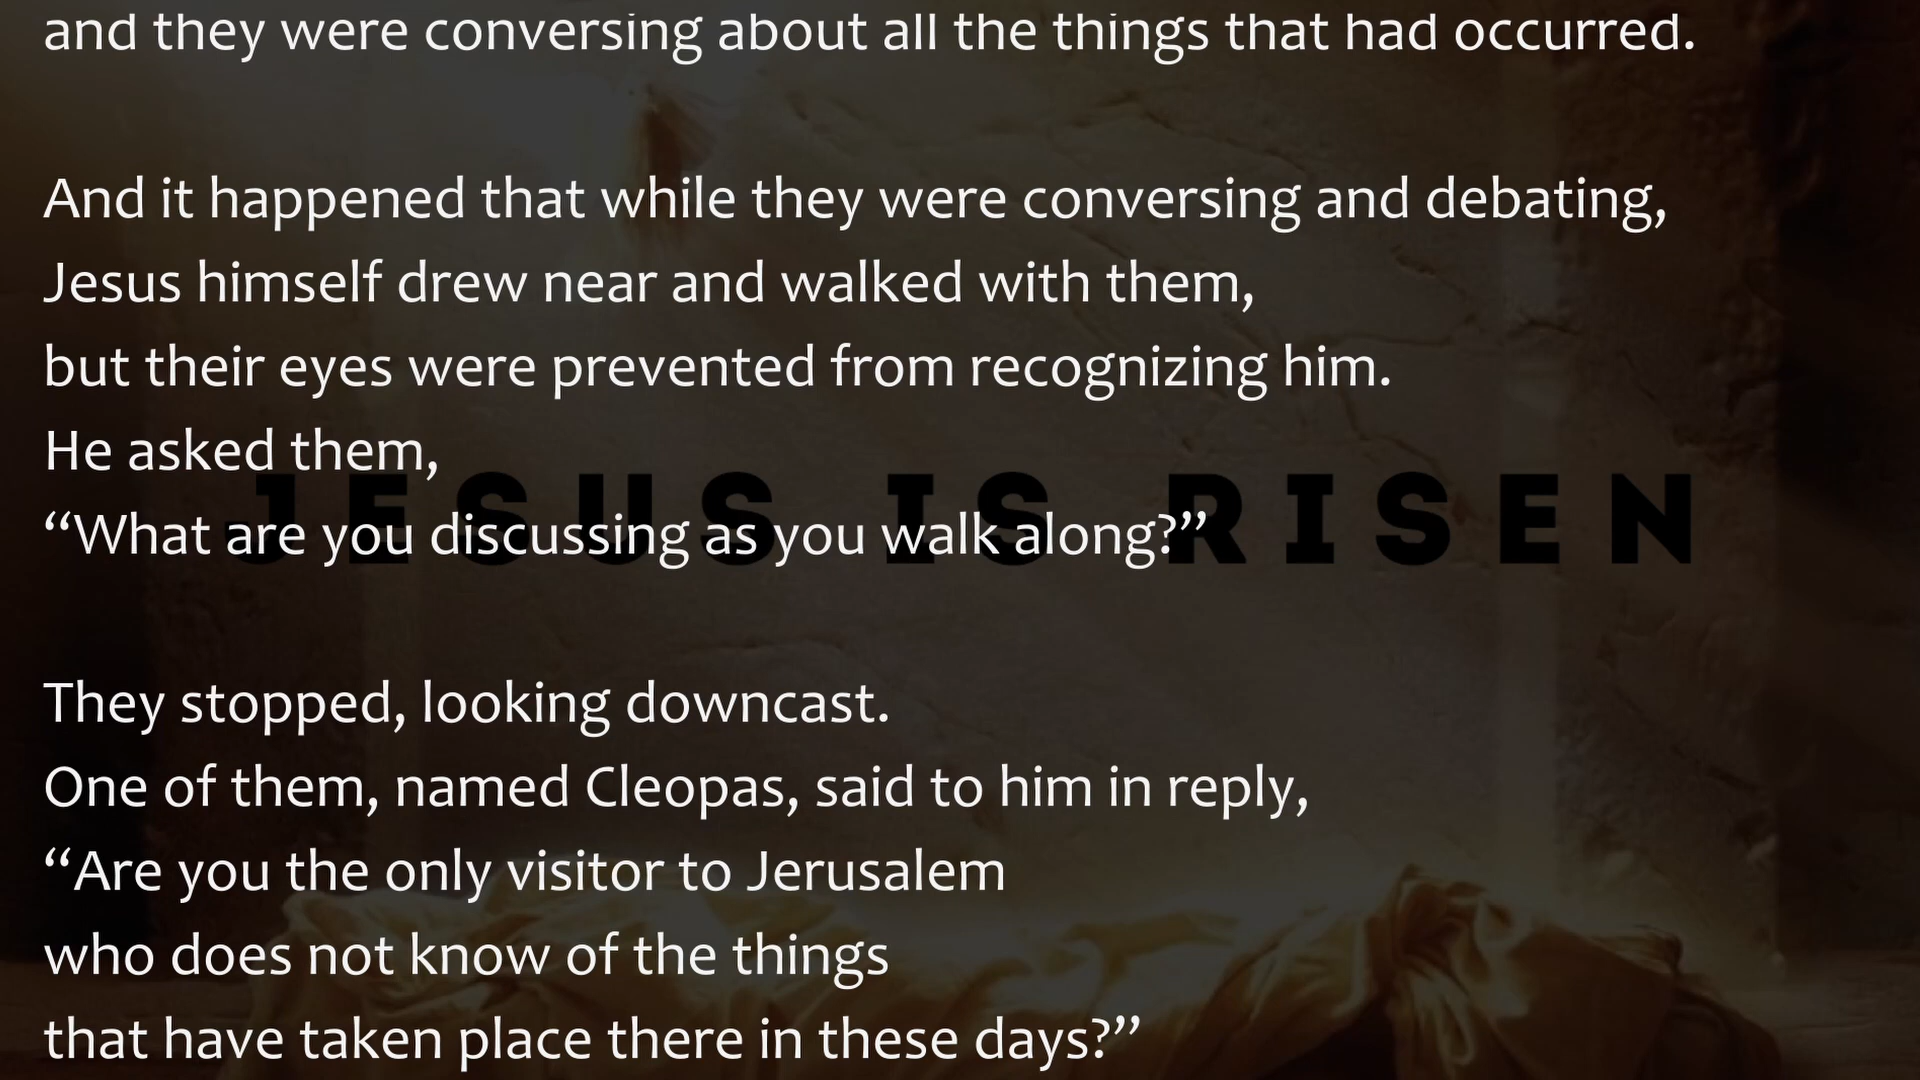 and they were conversing about all the things that had occurred.
And it happened that while they were conversing and debating,
Jesus himself drew near and walked with them,
but their eyes were prevented from recognizing him.
He asked them,
“What are you discussing as you walk along?”
JESUS IS RISEN
They stopped, looking downcast.
One of them, named Cleopas, said to him in reply,
“Are you the only visitor to Jerusalem
who does not know of the things
that have taken place there in these days?”